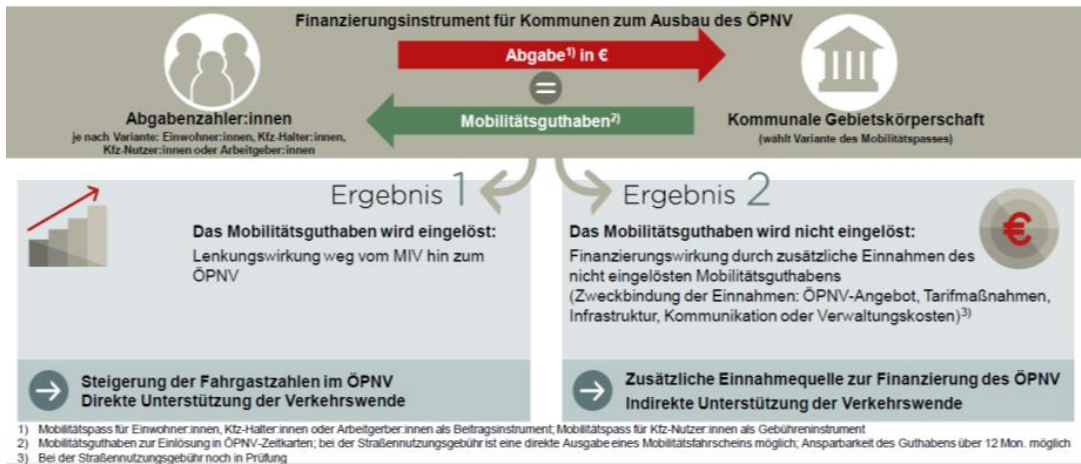 Finanzierungsinstrument für Kommunen zum Ausbau des ÖPNV
Abgabe1) in €
=
Mobilitätsguthaben2)
Abgabenzahler:innen
je nach Variante: Einwohner:innen, Kfz-Halter:innen,
Kfz-Nutzer:innen oder Arbeitgeber:innen
Kommunale Gebietskörperschaft
(wählt Variante des Mobilitätspasses)
Ergebnis 1
Das Mobilitätsguthaben wird eingelöst:
Lenkungswirkung weg vom MIV hin zum
ÖPNV
Steigerung der Fahrgastzahlen im ÖPNV
Direkte Unterstützung der Verkehrswende
Ergebnis 2
€
Das Mobilitätsguthaben wird nicht eingelöst:
Finanzierungswirkung durch zusätzliche Einnahmen des
nicht eingelösten Mobilitätsguthabens
(Zweckbindung der Einnahmen: ÖPNV-Angebot, Tarifmaßnahmen,
Infrastruktur, Kommunikation oder Verwaltungskosten)3)
Zusätzliche Einnahmequelle zur Finanzierung des ÖPNV
Indirekte Unterstützung der Verkehrswende
1) Mobilitätspass für Einwohner:innen, Kfz-Halter:innen oder Arbeitgerber:innen als Beitragsinstrument; Mobilitätspass für Kfz-Nutzer:innen als Gebühreninstrument
2) Mobilitätsguthaben zur Einlösung in ÖPNV-Zeitkarten; bei der Straßennutzungsgebühr ist eine direkte Ausgabe eines Mobilitätsfahrscheins möglich; Ansparbarkeit des Guthabens über 12 Mon. möglich
3) Bei der Straßennutzungsgebühr noch in Prüfung